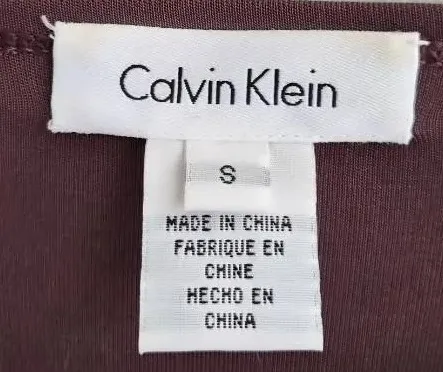 Calvin Klein
S
MADE IN CHINA
FABRIQUE EN
CHINE
HECHO EN
CHINA